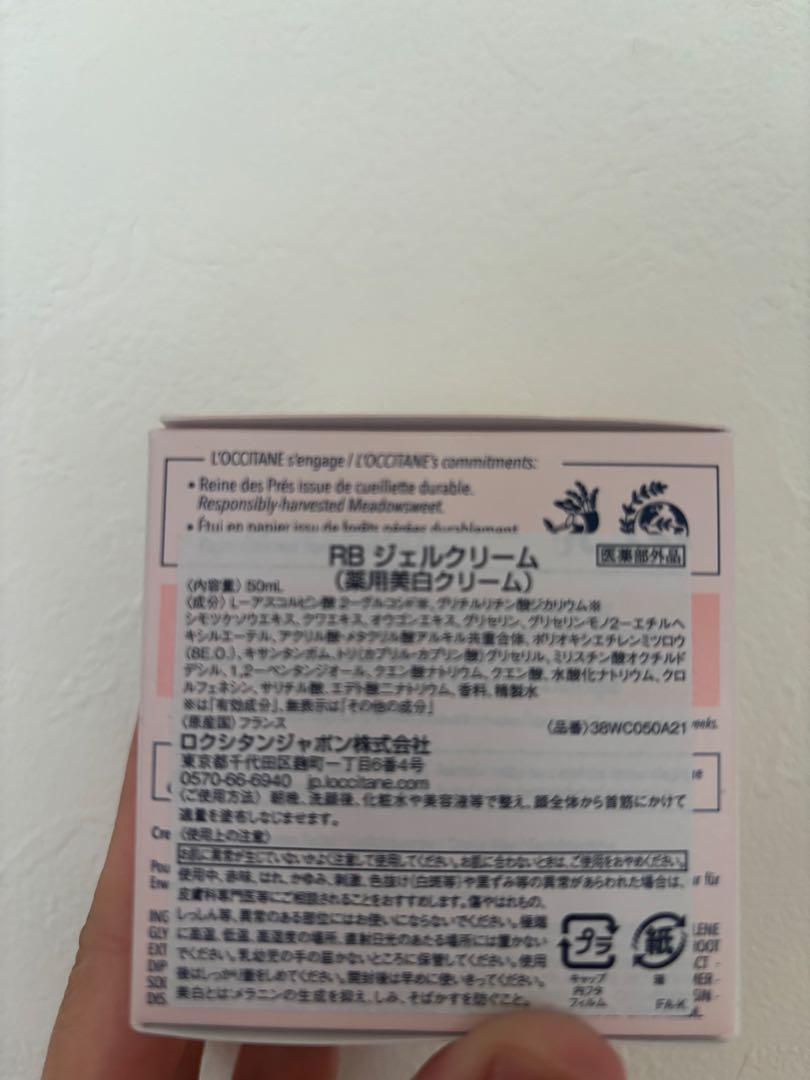 L'OCCITANE s'engage / L'OCCITANE's commitments:
• Reine des Prés issue de cueillette durable.
Responsibly-harvested Meadowsweet.
• Étui en papier issu de forêts gérées durablement
RB ジェルクリーム
医薬部外品
〈内容量〉50mL
(薬用美白クリーム)
〈成分〉L-アスコルビン酸 2-グルコシド※、グリチルリチン酸ジカリウム※
シモツケソウエキス、クワエキス、オウゴンエキス、グリセリン、グリセリンモノ2-エチルヘ
キシルエーテル、アクリル酸・メタクリル酸アルキル共重合体、ポリオキシエチレンミツロウ
(8E.O.)、キサンタンガム、トリ(カプリル・カプリン酸)グリセリル、ミリスチン酸オクチルド
デシル、1,2-ペンタンジオール、クエン酸ナトリウム、クエン酸、水酸化ナトリウム、クロ
ルフェネシン、サリチル酸、エデト酸二ナトリウム、香料、精製水
※は「有効成分」、無表示は「その他の成分」
〈原産国〉フランス
〈品番〉38WC050A21
ロクシタンジャポン株式会社
東京都千代田区麹町一丁目6番4号
0570-66-6940 jp.loccitane.com
〈ご使用方法〉朝晩、洗顔後、化粧水や美容液等で整え、顔全体から首筋にかけて
適量を塗布しなじませます。
Cre
〈使用上の注意〉
お肌に異常が生じていないかよく注意して使用してください。お肌に合わないときは、ご使用をおやめください。
使用中、赤味、はれ、かゆみ、刺激、色抜け(白斑等)や黒ずみ等の異常があらわれた場合は、
皮膚科専門医等にご相談されることをおすすめします。傷やはれもの、
しっしん等、異常のある部位にはお使いにならないでください。極端
に高温、低温、高湿度の場所、直射日光のあたる場所には置かない
でください。乳幼児の手の届かないところに保管してください。使用
後はしっかり蓋をしめてください。開封後は早めに使いきってください。
美白とはメラニンの生成を抑え、しみ、そばかすを防ぐこと。
プラ
キャップ
内フタ
フィルム
紙
箱